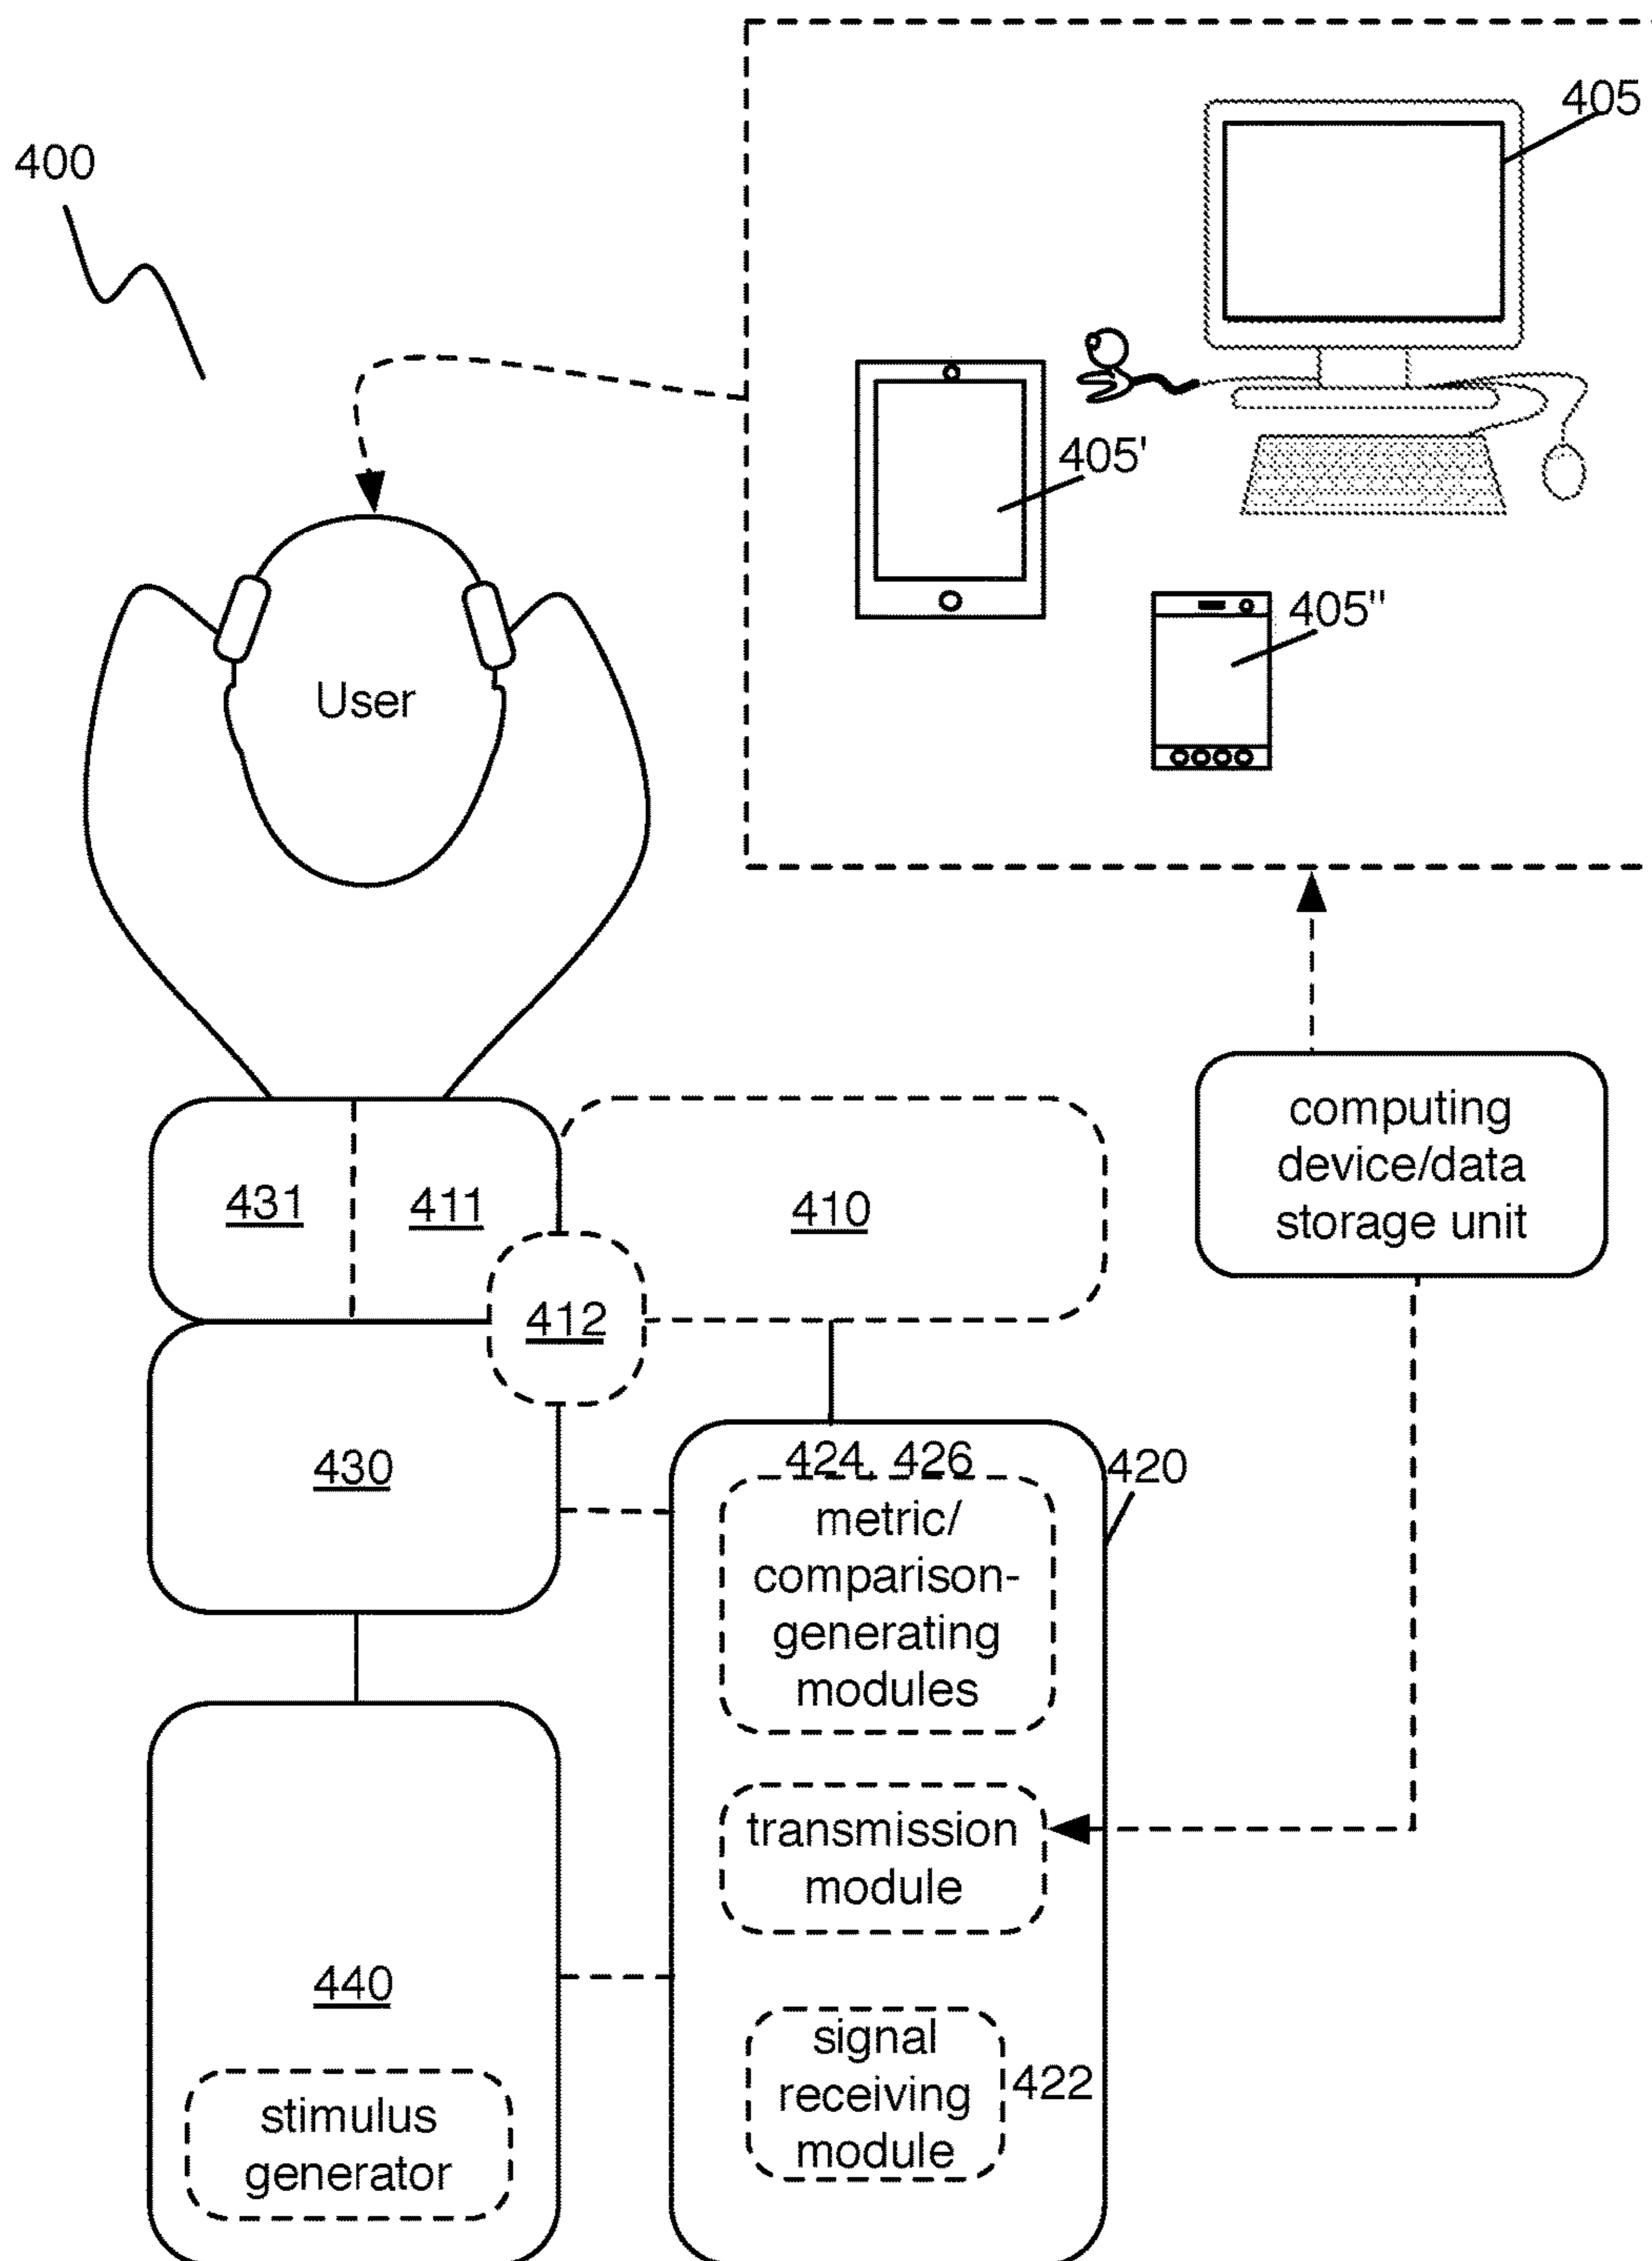 405
400
405'
405"
User
computing
device/data
storage unit
431
411
410
412
430
424, 426
420
metric/
comparison-
generating
modules
transmission
module
440
signal
receiving
module
422
stimulus
generator